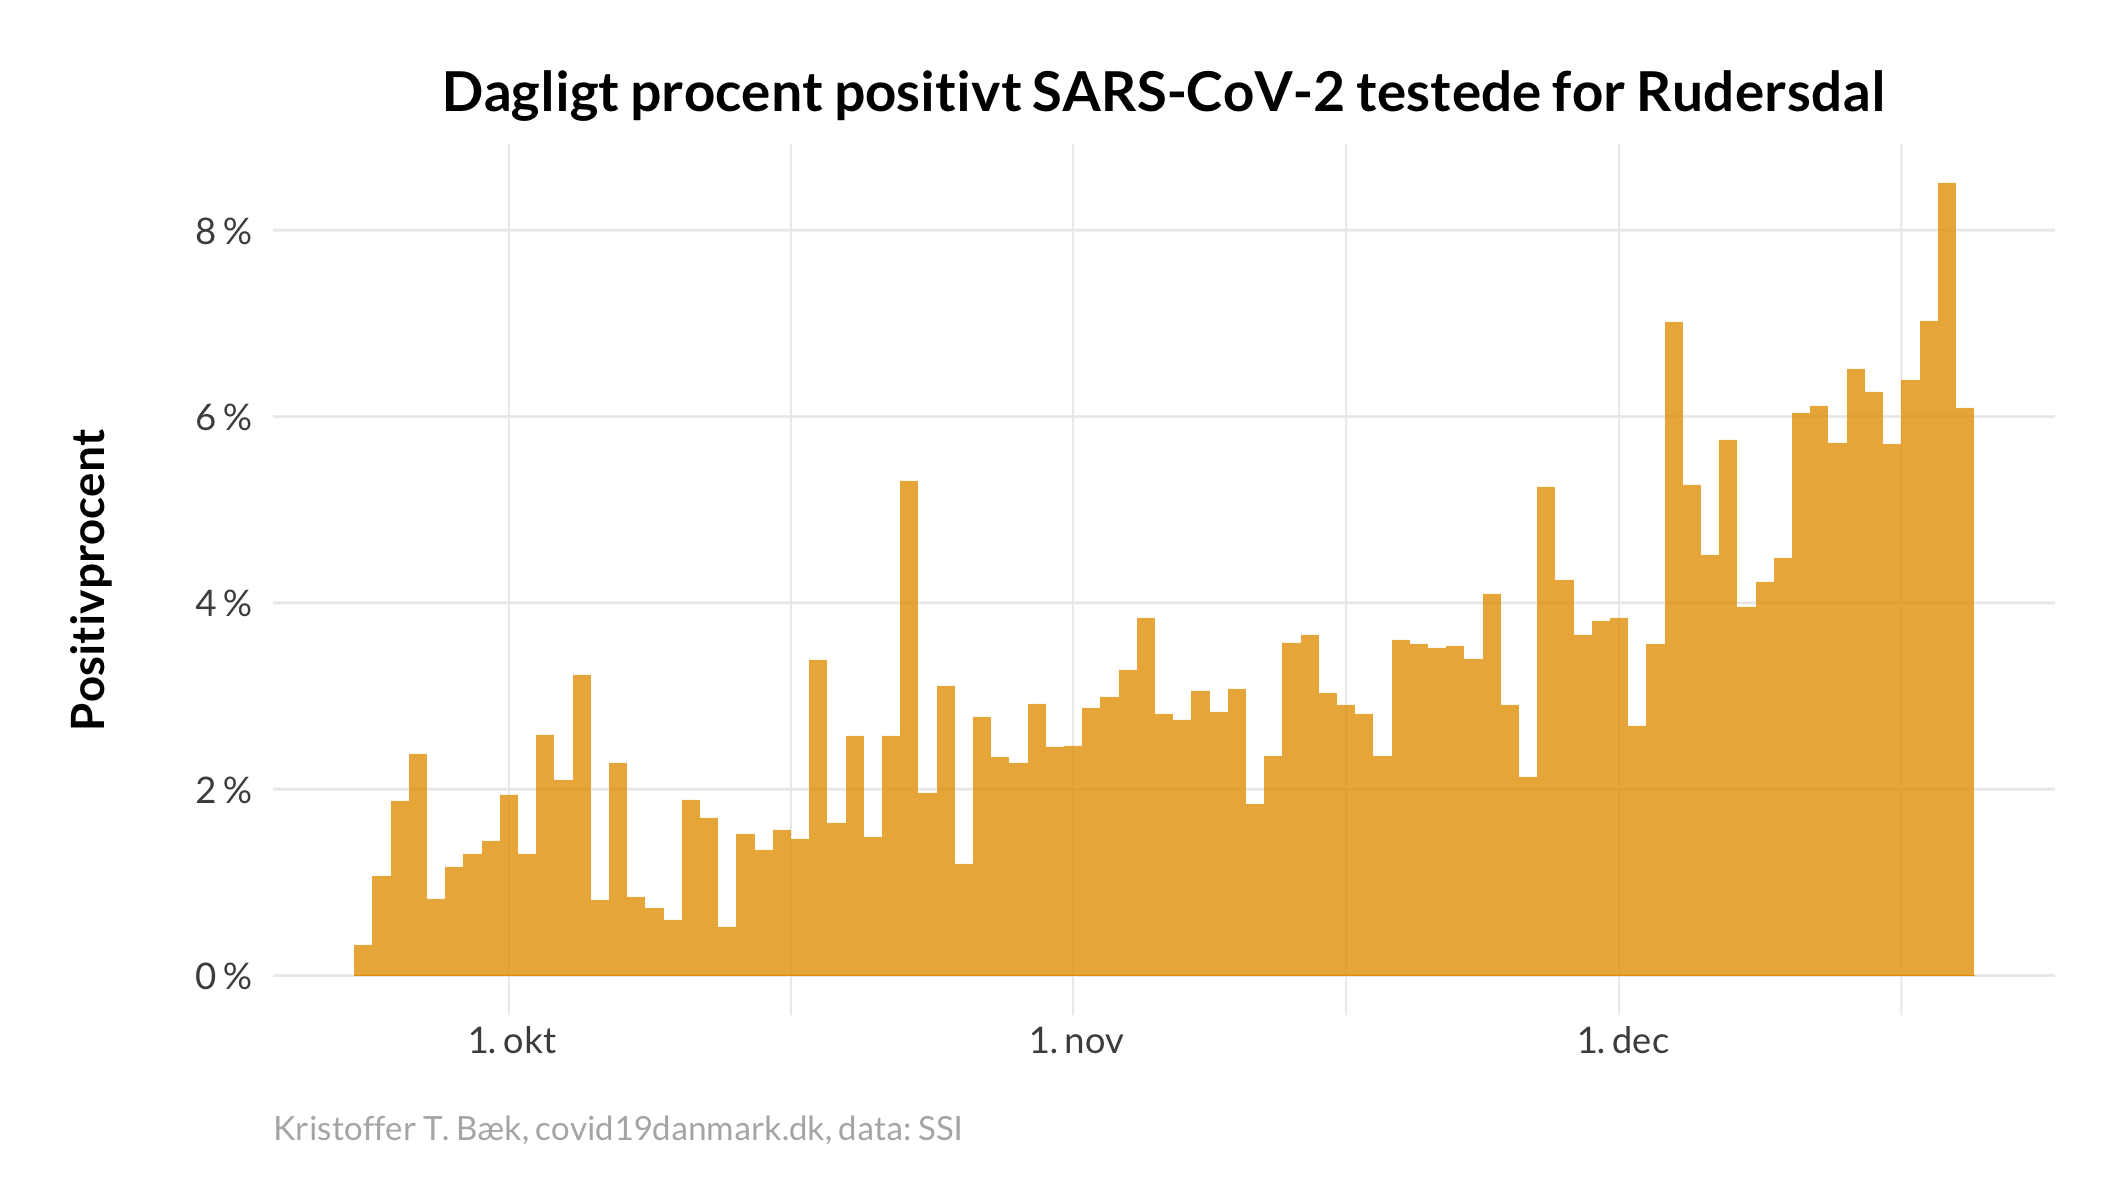 Dagligt procent positivt SARS-CoV-2 testede for Rudersdal
Positivprocent
8 %
6 %
4 %
2 %
0 %
1. okt
1. nov
1. dec
Kristoffer T. Bæk, covid19danmark.dk, data: SSI